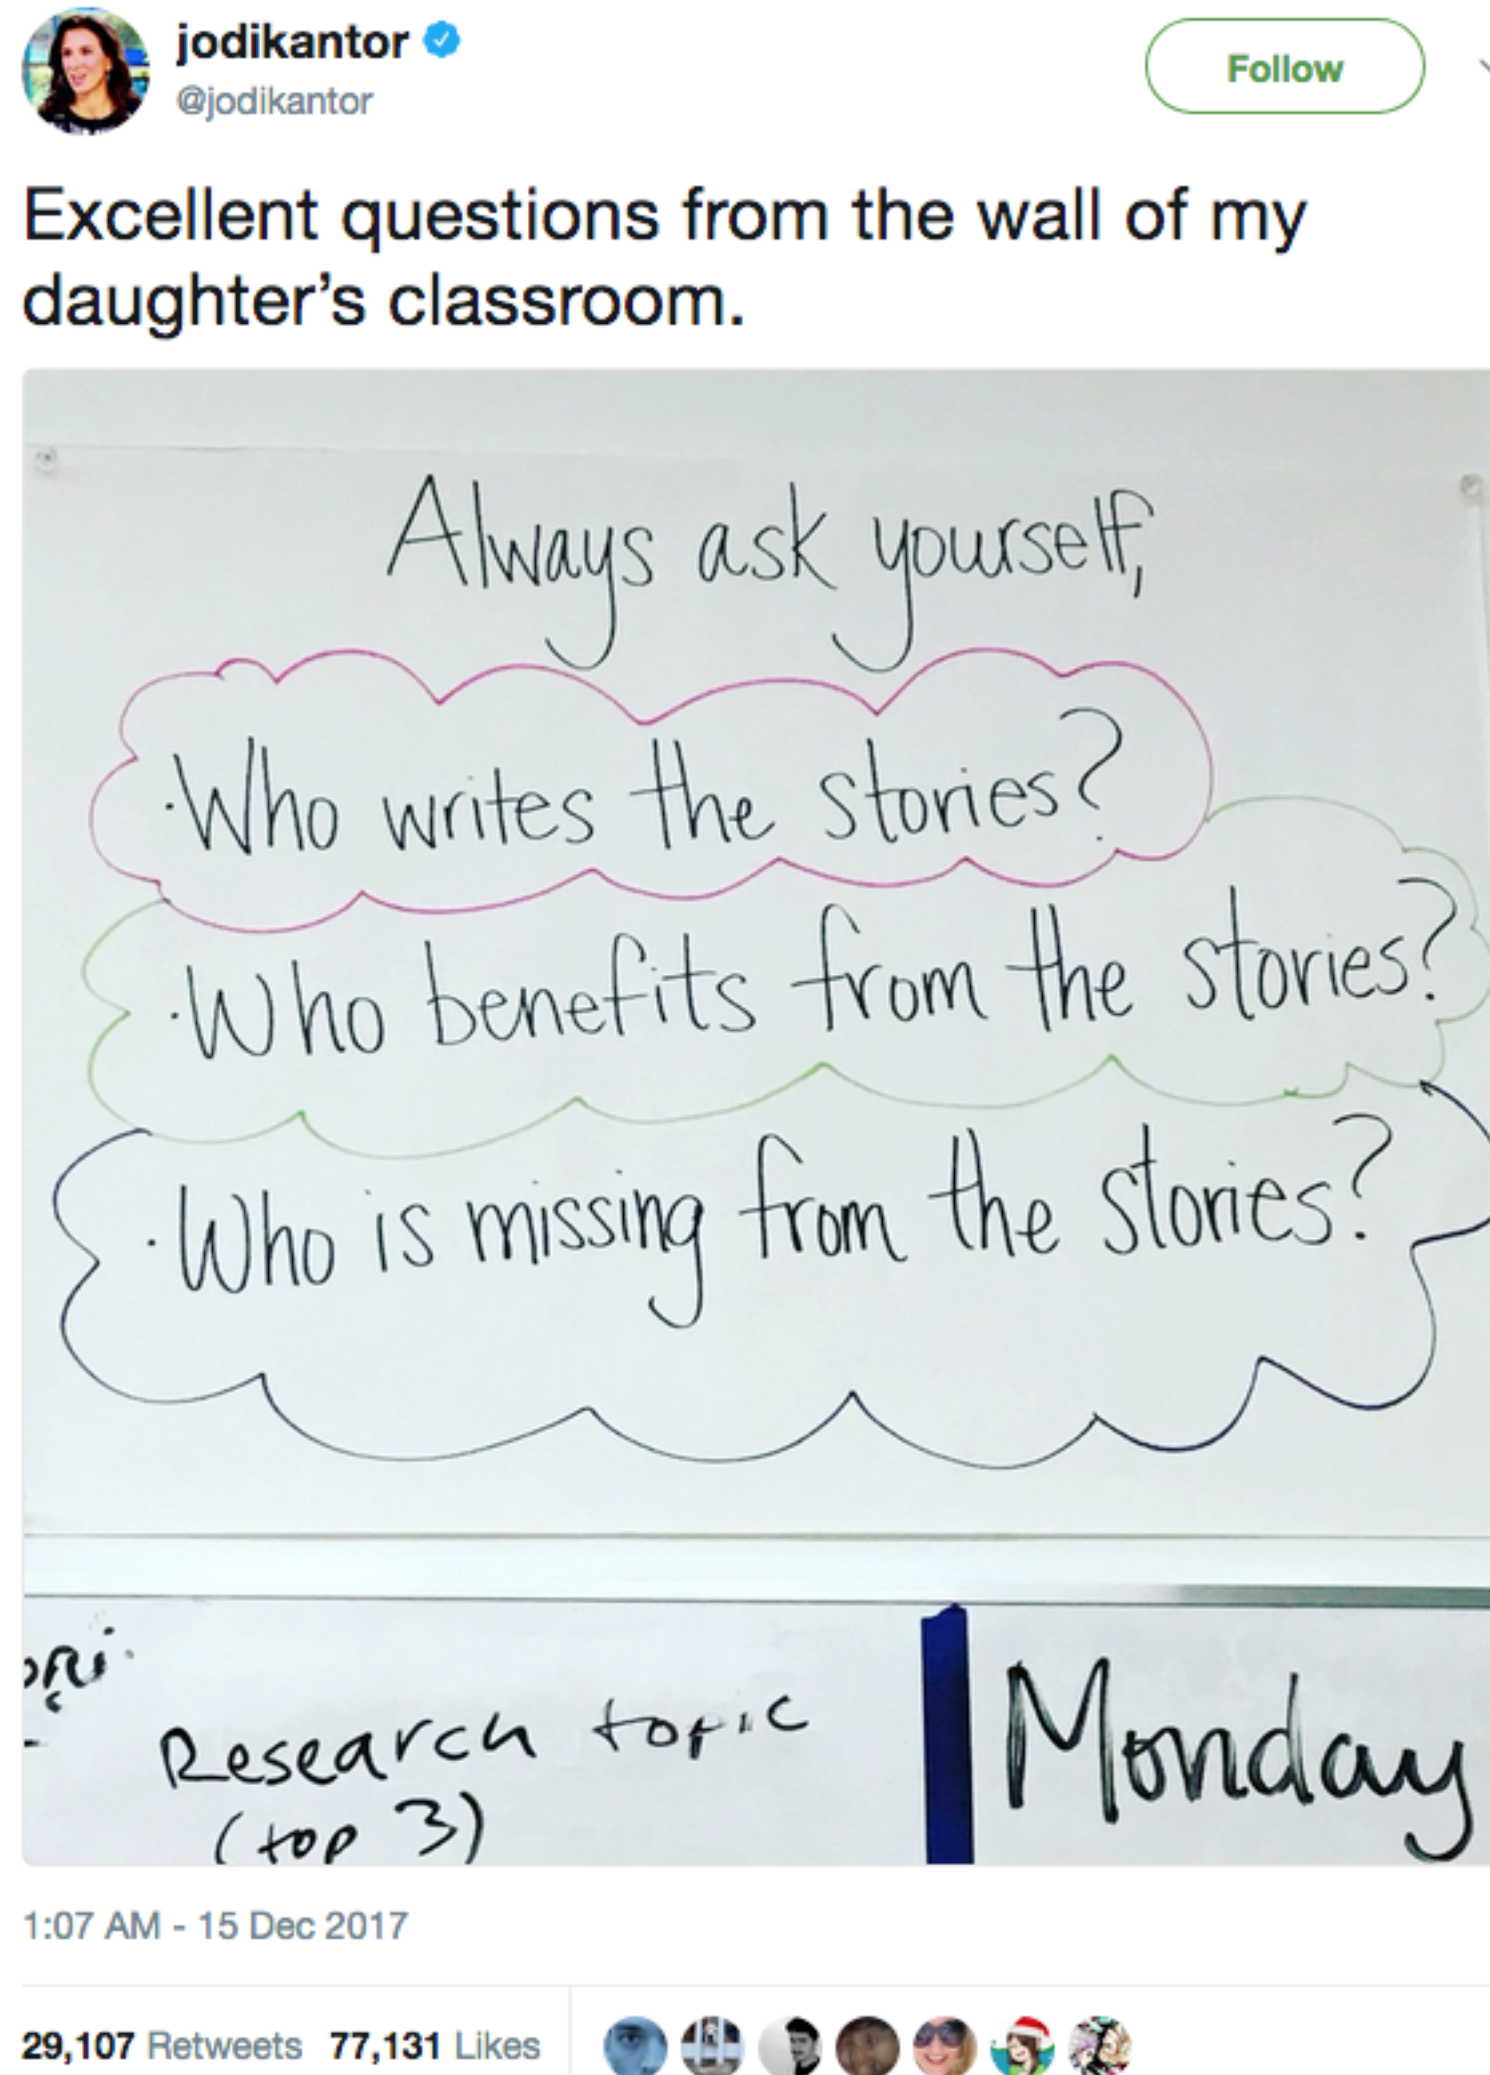 jodikantor
@jodikantor
Follow
Excellent questions from the wall of my
daughter’s classroom.
Always ask yourself,
·Who writes the stories?
·Who benefits from the stories?
·Who is missing from the stories?
Research topic
(top 3)
Monday
1:07 AM - 15 Dec 2017
29,107 Retweets 77,131 Likes